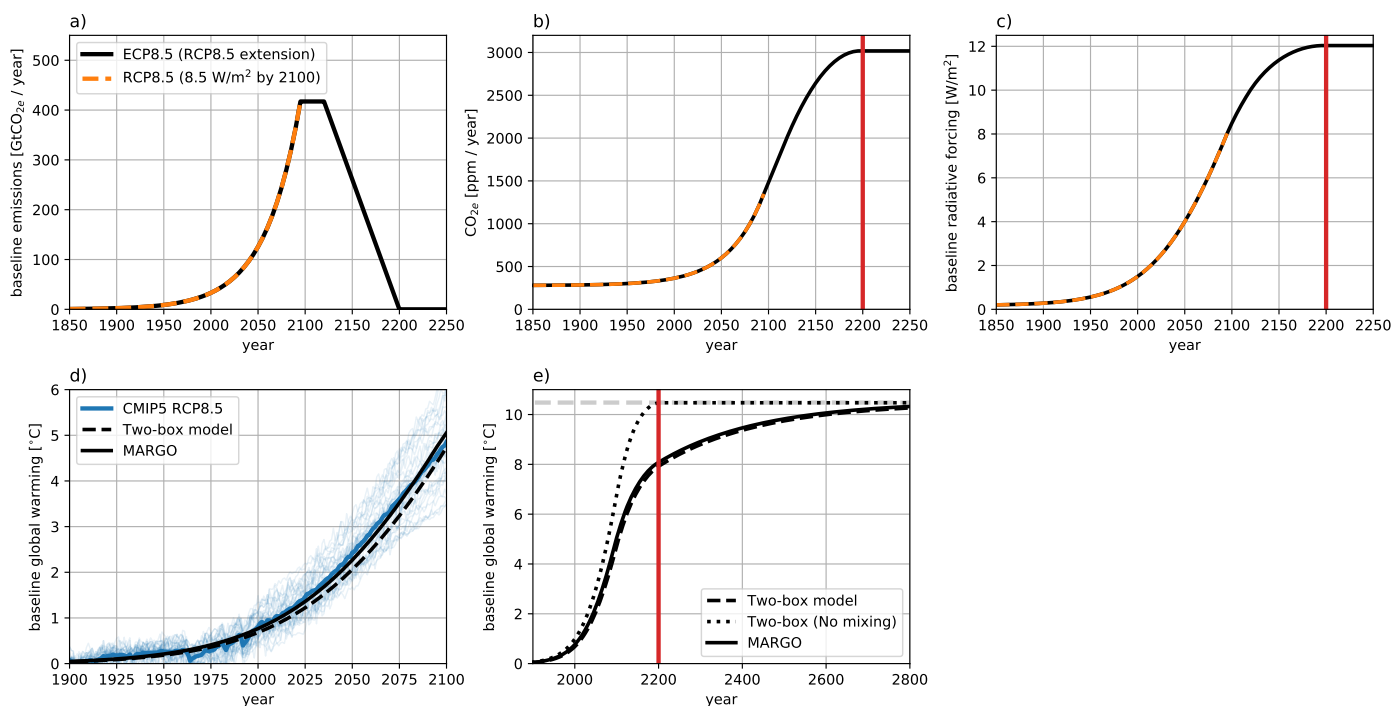 a)
baseline emissions [GtCO₂ₑ / year]
ECP8.5 (RCP8.5 extension)
RCP8.5 (8.5 W/m² by 2100)
500
400
300
200
100
0
1850 1900 1950 2000 2050 2100 2150 2200 2250
year
b)
CO₂ₑ [ppm / year]
3000
2500
2000
1500
1000
500
0
1850 1900 1950 2000 2050 2100 2150 2200 2250
year
c)
baseline radiative forcing [W/m²]
12
10
8
6
4
2
0
1850 1900 1950 2000 2050 2100 2150 2200 2250
year
d)
baseline global warming [°C]
CMIP5 RCP8.5
Two-box model
MARGO
6
5
4
3
2
1
0
1900 1925 1950 1975 2000 2025 2050 2075 2100
year
e)
baseline global warming [°C]
10
8
6
4
2
0
Two-box model
Two-box (No mixing)
MARGO
2000 2200 2400 2600 2800
year